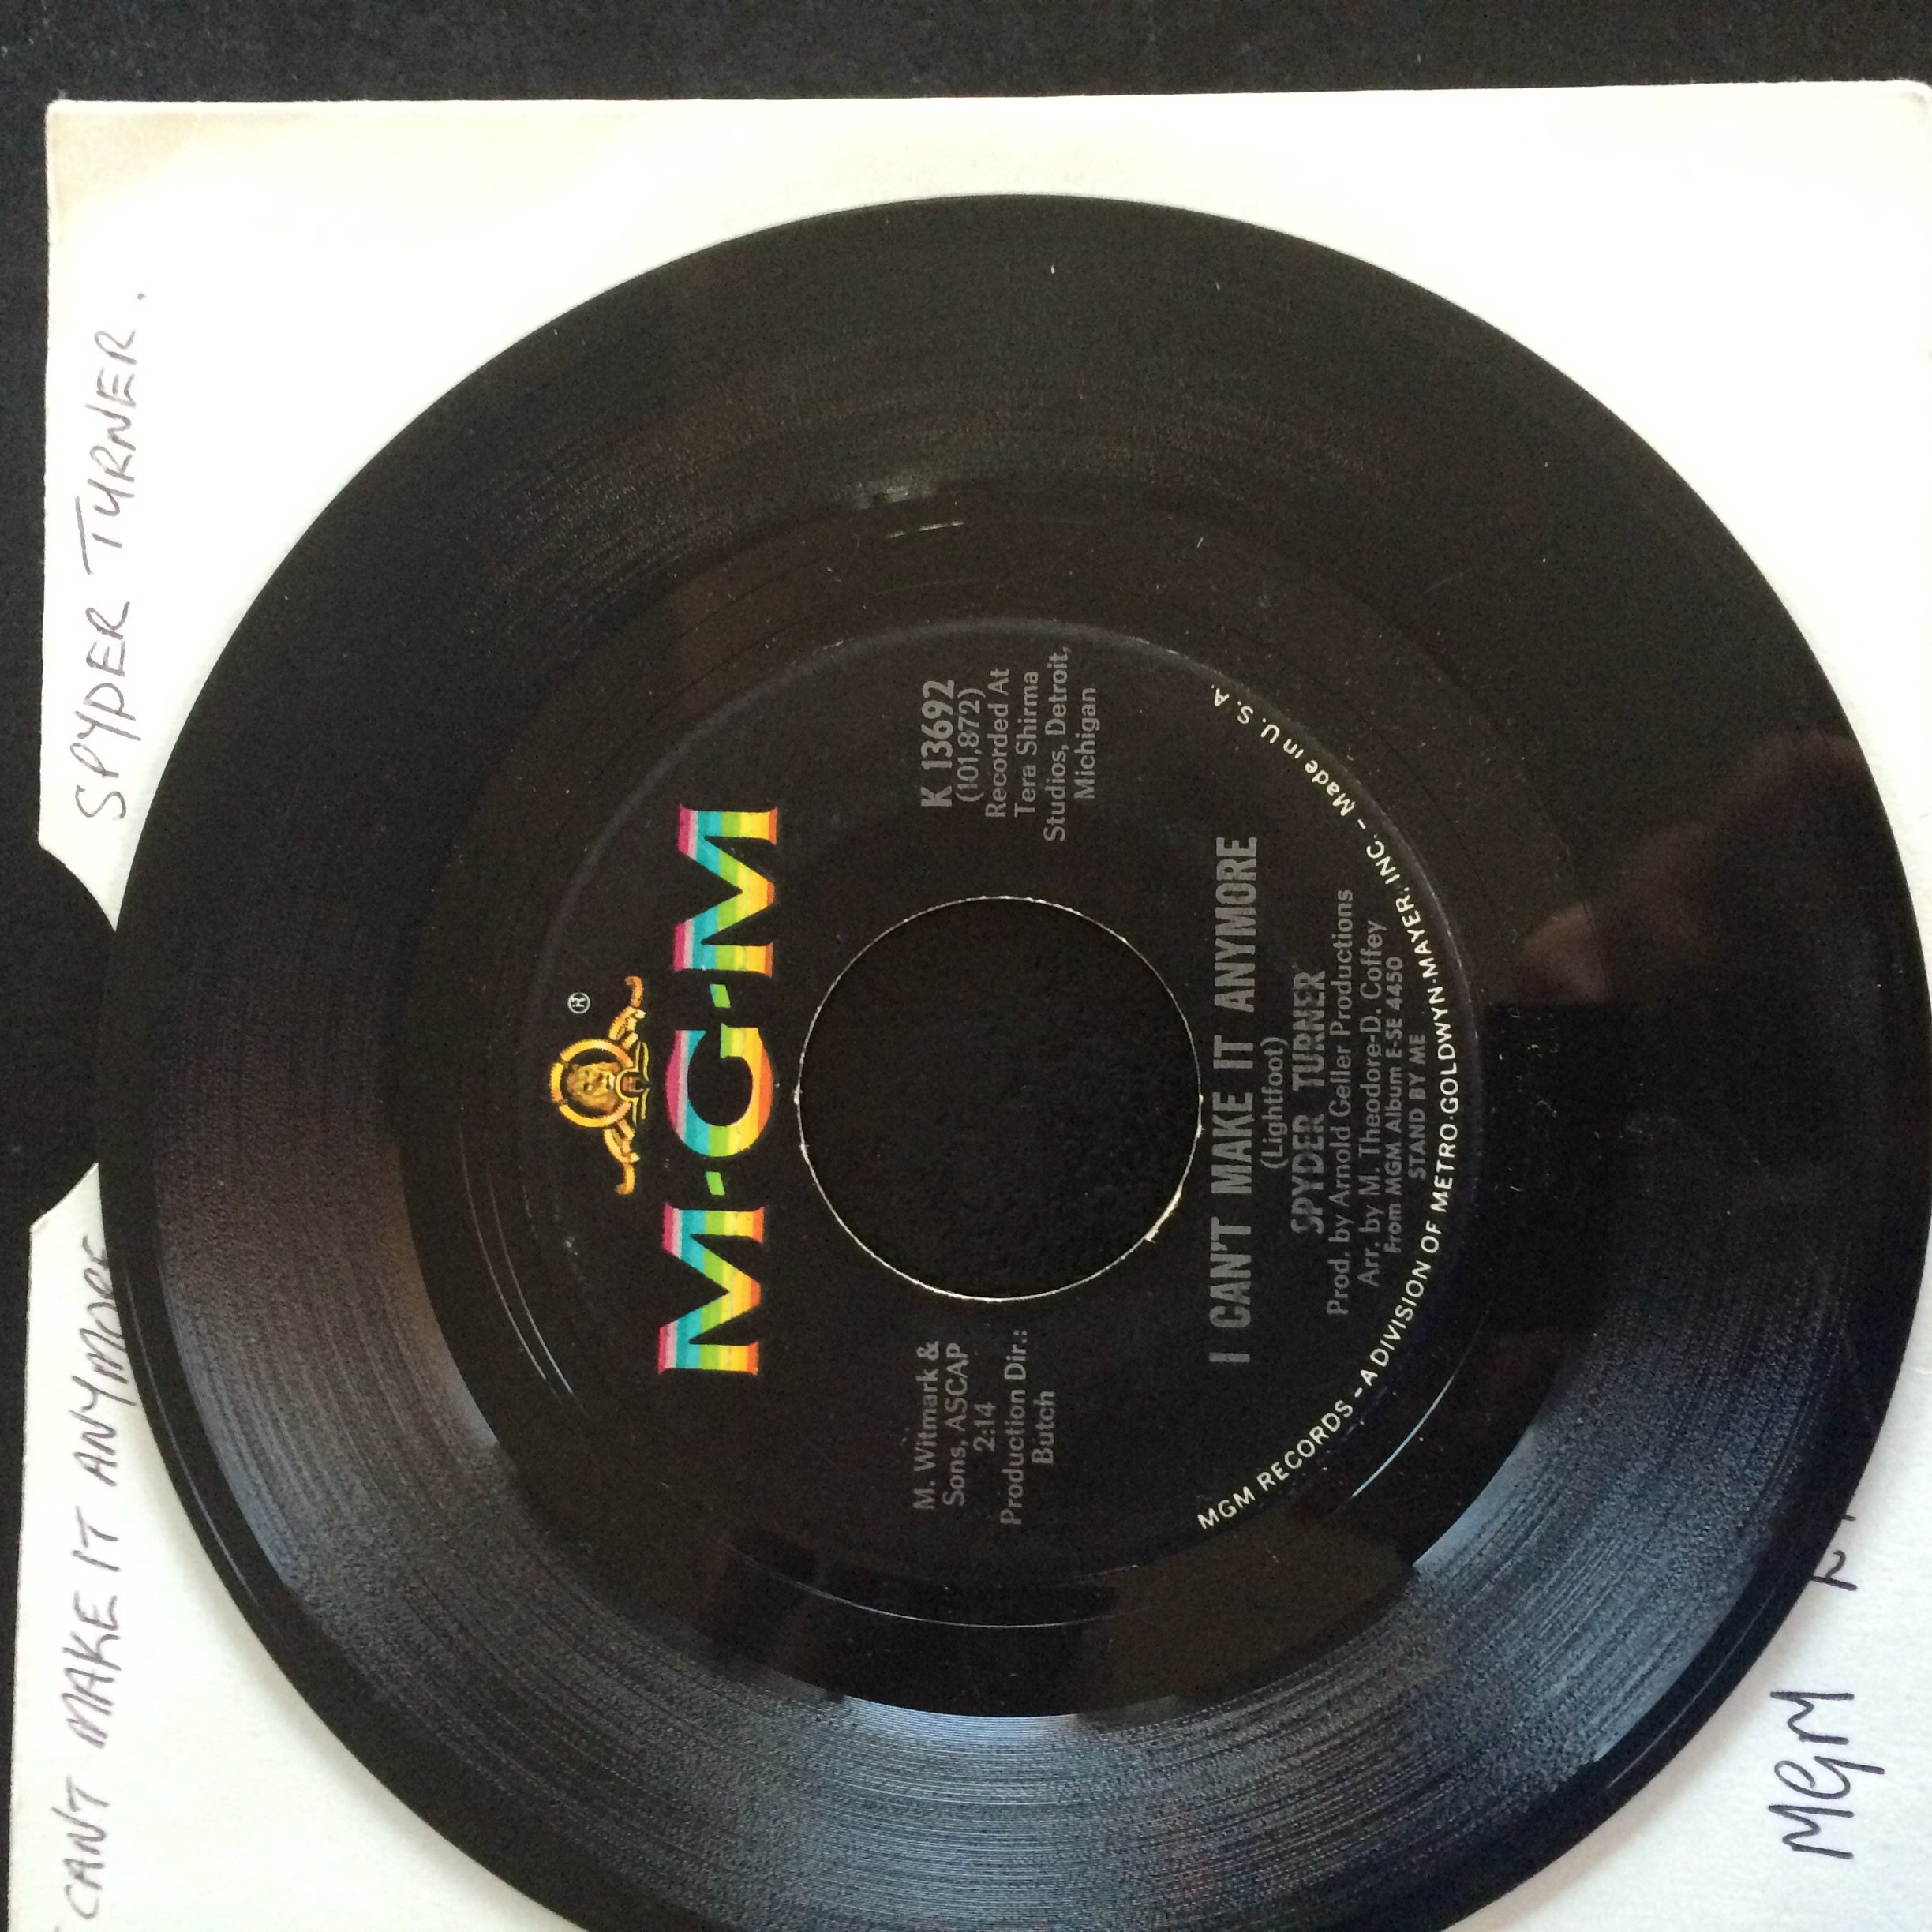 I CANT MAKE IT ANYMORE
SPYDER TURNER.
®
M·G·M
M. Witmark &
Sons, ASCAP
2:14
Production Dir.:
Butch
K 13692
(101,872)
Recorded At
Tera Shirma
Studios, Detroit,
Michigan
I CAN'T MAKE IT ANYMORE
(Lightfoot)
SPYDER TURNER
Prod. by Arnold Geller Productions
Arr. by M. Theodore-D. Coffey
From MGM Album E-SE 4450
STAND BY ME
MGM RECORDS - A DIVISION OF METRO-GOLDWYN-MAYER, INC. - Made in U.S.A.
MGM